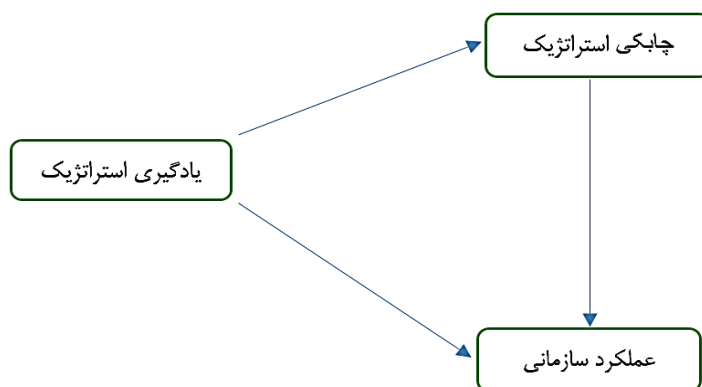 چابکی استراتژیک
یادگیری استراتژیک
عملکرد سازمانی